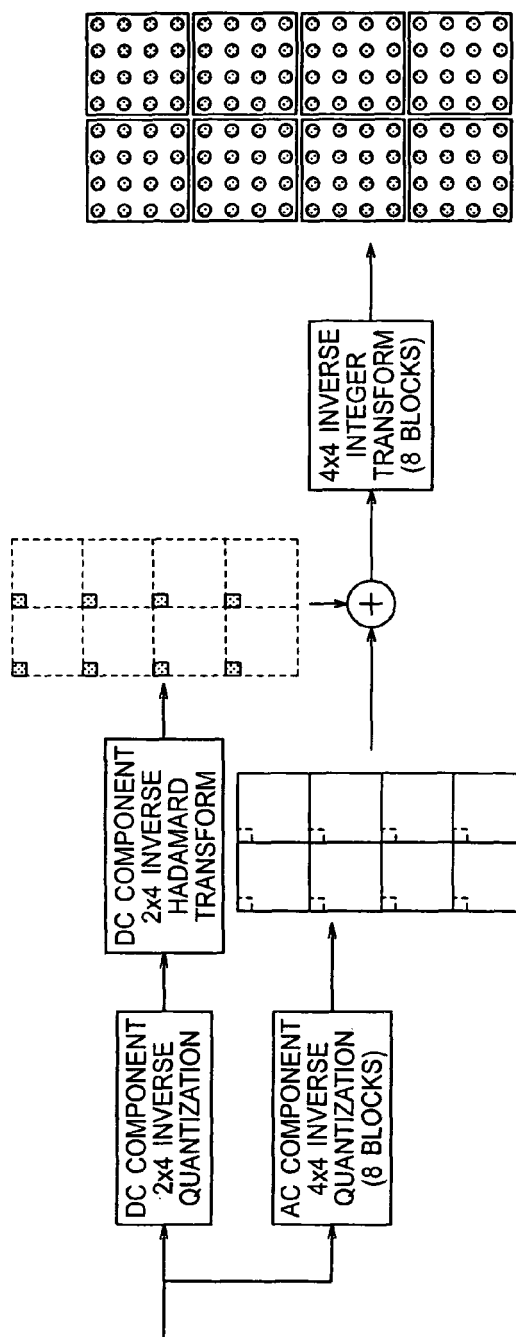 DC COMPONENT
2x4 INVERSE
QUANTIZATION
DC COMPONENT
2x4 INVERSE
HADAMARD
TRANSFORM
AC COMPONENT
4x4 INVERSE
QUANTIZATION
(8 BLOCKS)
+
4x4 INVERSE
INTEGER
TRANSFORM
(8 BLOCKS)